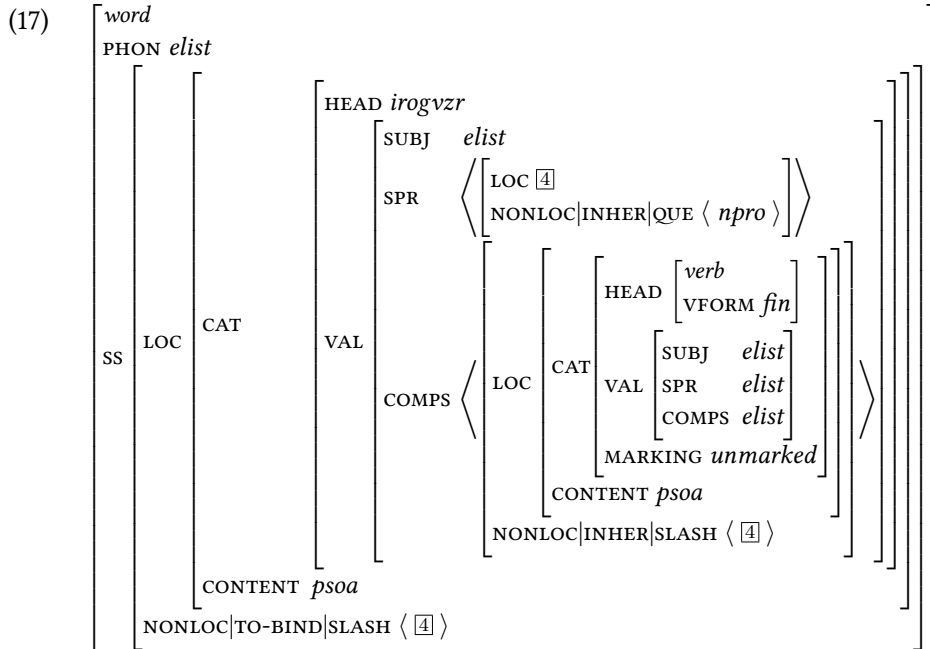 (17)
word
PHON elist
HEAD irogvzr
SUBJ elist
SPR
LOC 4
NONLOC|INHER|QUE ⟨ npro ⟩
SS
LOC
CAT
VAL
COMPS
LOC
CAT
HEAD
verb
VFORM fin
VAL
SUBJ elist
SPR elist
COMPS elist
MARKING unmarked
CONTENT psoa
NONLOC|INHER|SLASH ⟨ 4 ⟩
CONTENT psoa
NONLOC|TO-BIND|SLASH ⟨ 4 ⟩